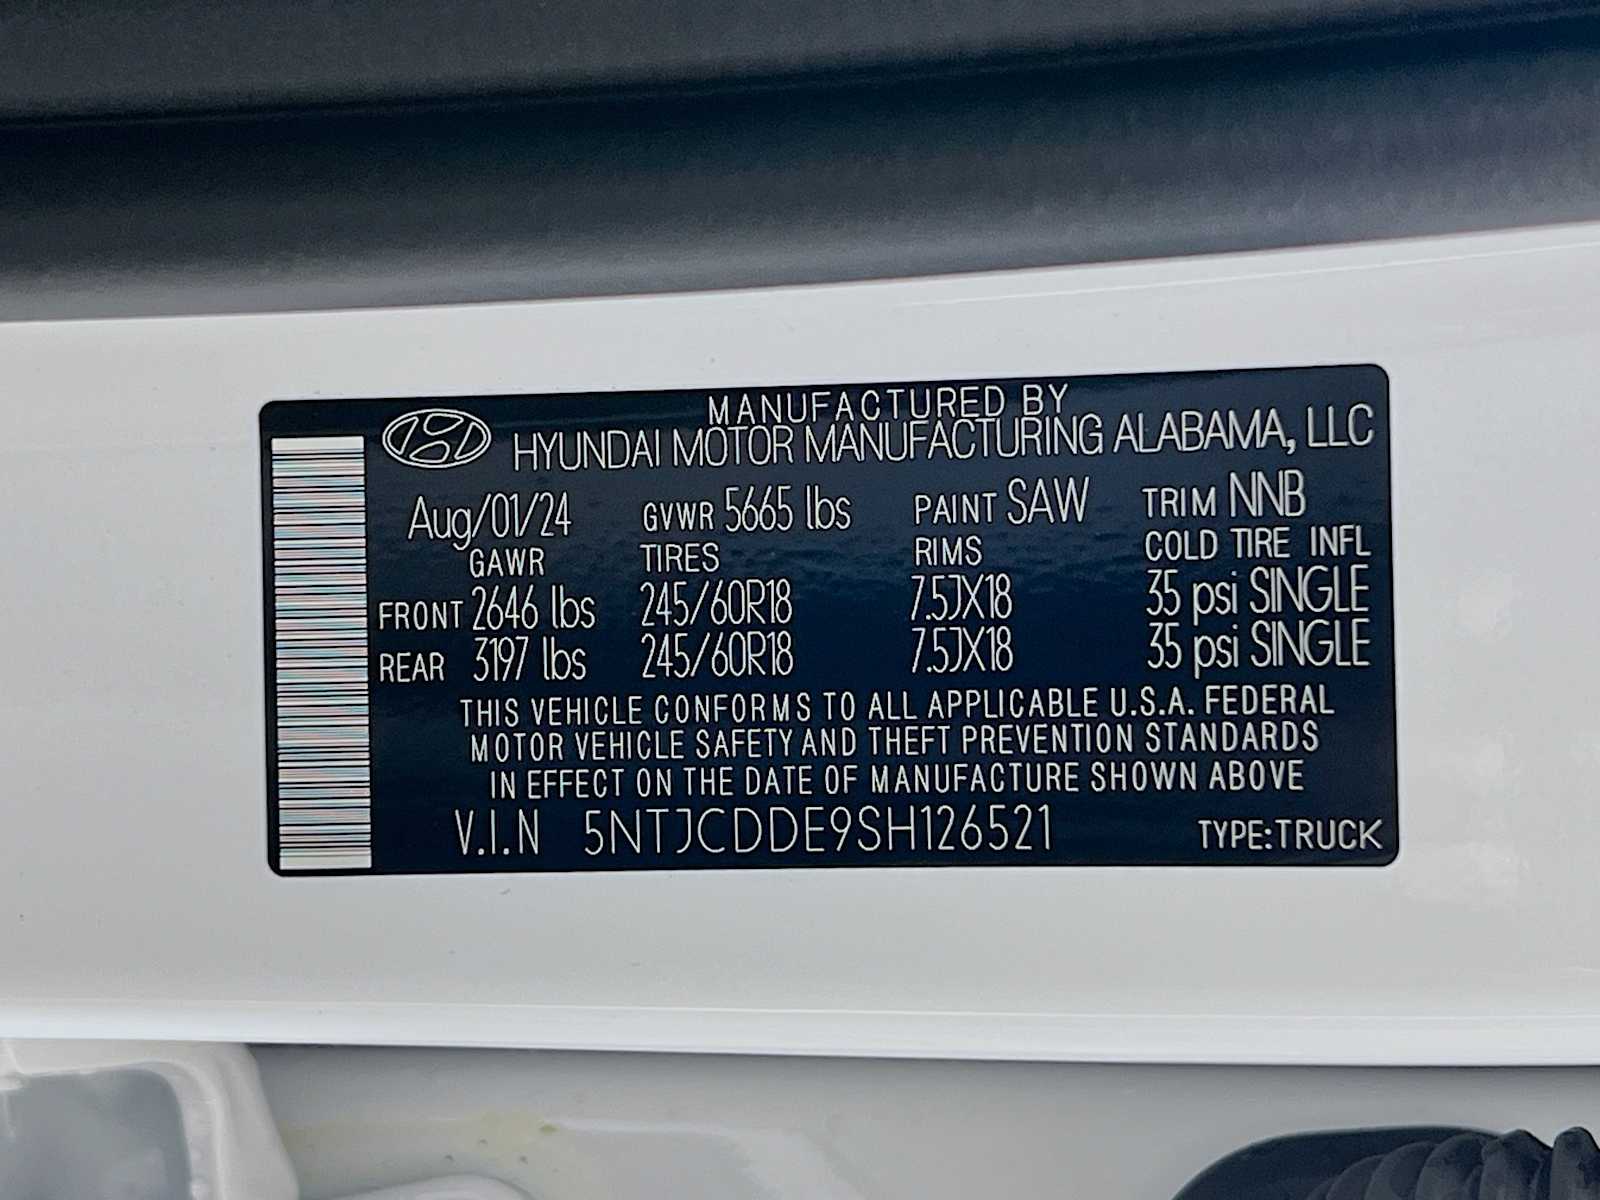 MANUFACTURED BY
HYUNDAI MOTOR MANUFACTURING ALABAMA, LLC
Aug/01/24 GVWR 5665 lbs PAINT SAW TRIM NNB
GAWR TIRES RIMS COLD TIRE INFL
FRONT 2646 lbs 245/60R18 7.5JX18 35 psi SINGLE
REAR 3197 lbs 245/60R18 7.5JX18 35 psi SINGLE
THIS VEHICLE CONFORMS TO ALL APPLICABLE U.S.A. FEDERAL
MOTOR VEHICLE SAFETY AND THEFT PREVENTION STANDARDS
IN EFFECT ON THE DATE OF MANUFACTURE SHOWN ABOVE
V.I.N 5NTJCDDE9SH126521 TYPE:TRUCK